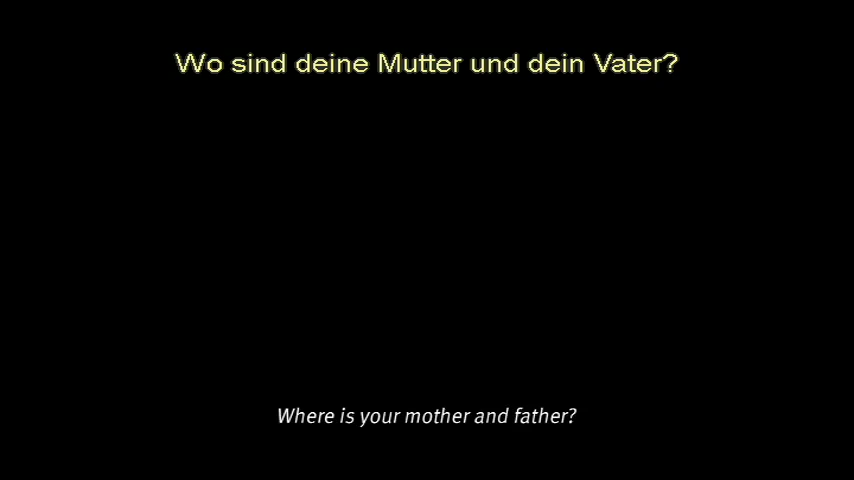 Wo sind deine Mutter und dein Vater?
Where is your mother and father?